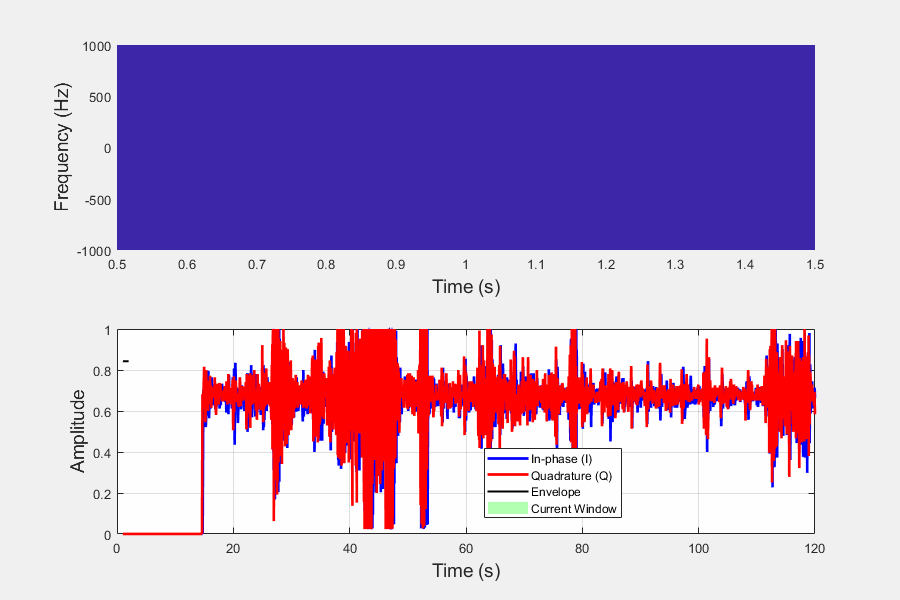 1000
500
0
-500
-1000
Frequency (Hz)
0.5 0.6 0.7 0.8 0.9 1 1.1 1.2 1.3 1.4 1.5
Time (s)
1
0.8
0.6
0.4
0.2
0
Amplitude
In-phase (I)
Quadrature (Q)
Envelope
Current Window
0 20 40 60 80 100 120
Time (s)